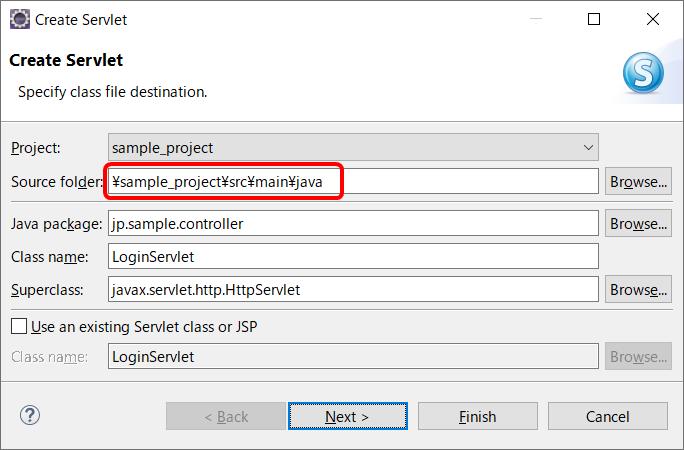 Create Servlet
Create Servlet
Specify class file destination.
S
Project: sample_project
Source folder: ¥sample_project¥src¥main¥java Browse...
Java package: jp.sample.controller Browse...
Class name: LoginServlet
Superclass: javax.servlet.http.HttpServlet Browse...
Use an existing Servlet class or JSP
Class name: LoginServlet Browse...
? < Back Next > Finish Cancel